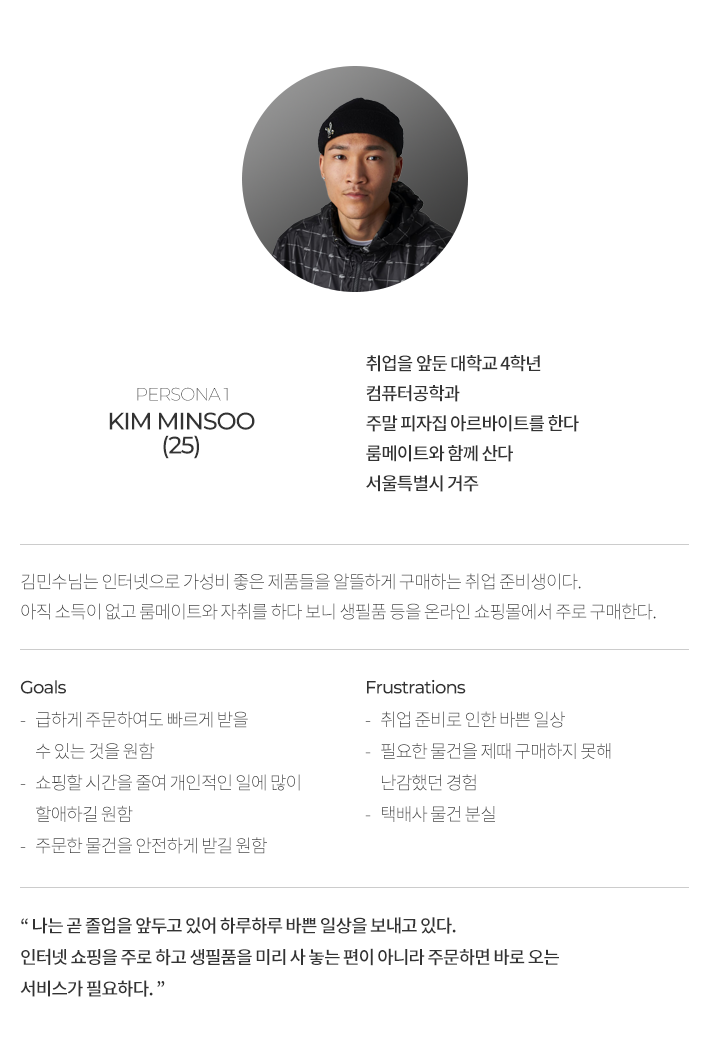 PERSONA 1
KIM MINSOO
(25)
취업을 앞둔 대학교 4학년
컴퓨터공학과
주말 피자집 아르바이트를 한다
룸메이트와 함께 산다
서울특별시 거주
김민수님는 인터넷으로 가성비 좋은 제품들을 알뜰하게 구매하는 취업 준비생이다.
아직 소득이 없고 룸메이트와 자취를 하다 보니 생필품 등을 온라인 쇼핑몰에서 주로 구매한다.
Goals
- 급하게 주문하여도 빠르게 받을
수 있는 것을 원함
- 쇼핑할 시간을 줄여 개인적인 일에 많이
할애하길 원함
- 주문한 물건을 안전하게 받길 원함
Frustrations
- 취업 준비로 인한 바쁜 일상
- 필요한 물건을 제때 구매하지 못해
난감했던 경험
- 택배사 물건 분실
“ 나는 곧 졸업을 앞두고 있어 하루하루 바쁜 일상을 보내고 있다.
인터넷 쇼핑을 주로 하고 생필품을 미리 사 놓는 편이 아니라 주문하면 바로 오는
서비스가 필요하다. ”